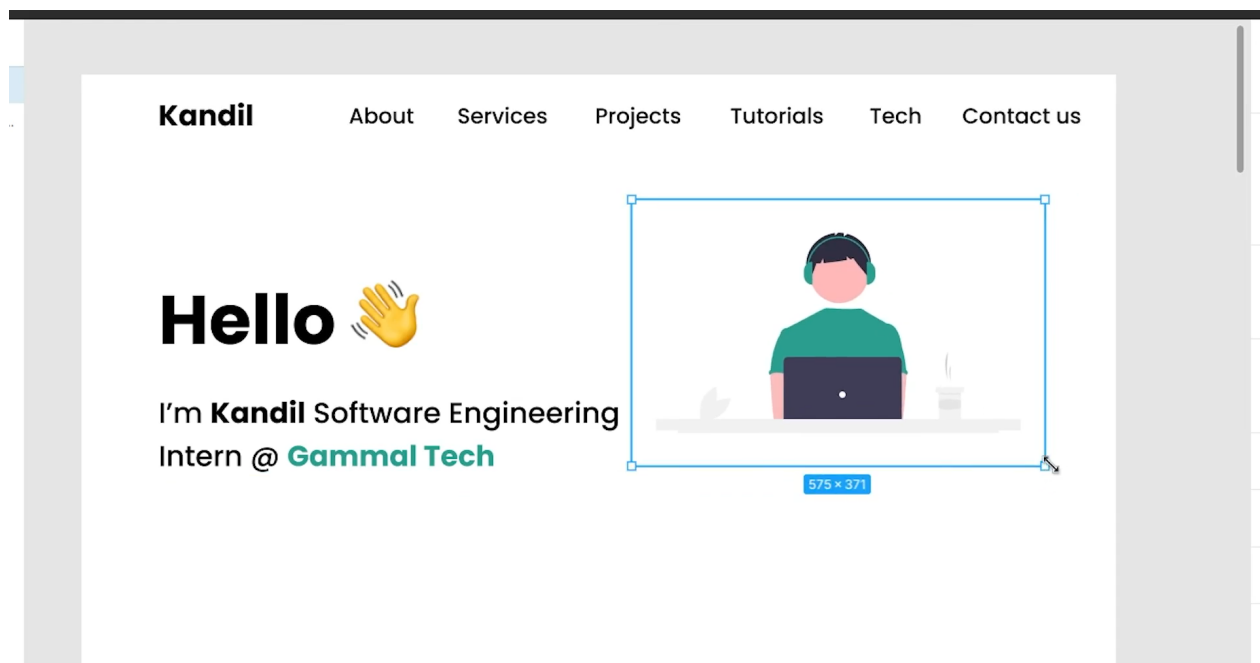 Kandil About Services Projects Tutorials Tech Contact us
Hello 👋
I’m Kandil Software Engineering
Intern @ Gammal Tech
575 × 371